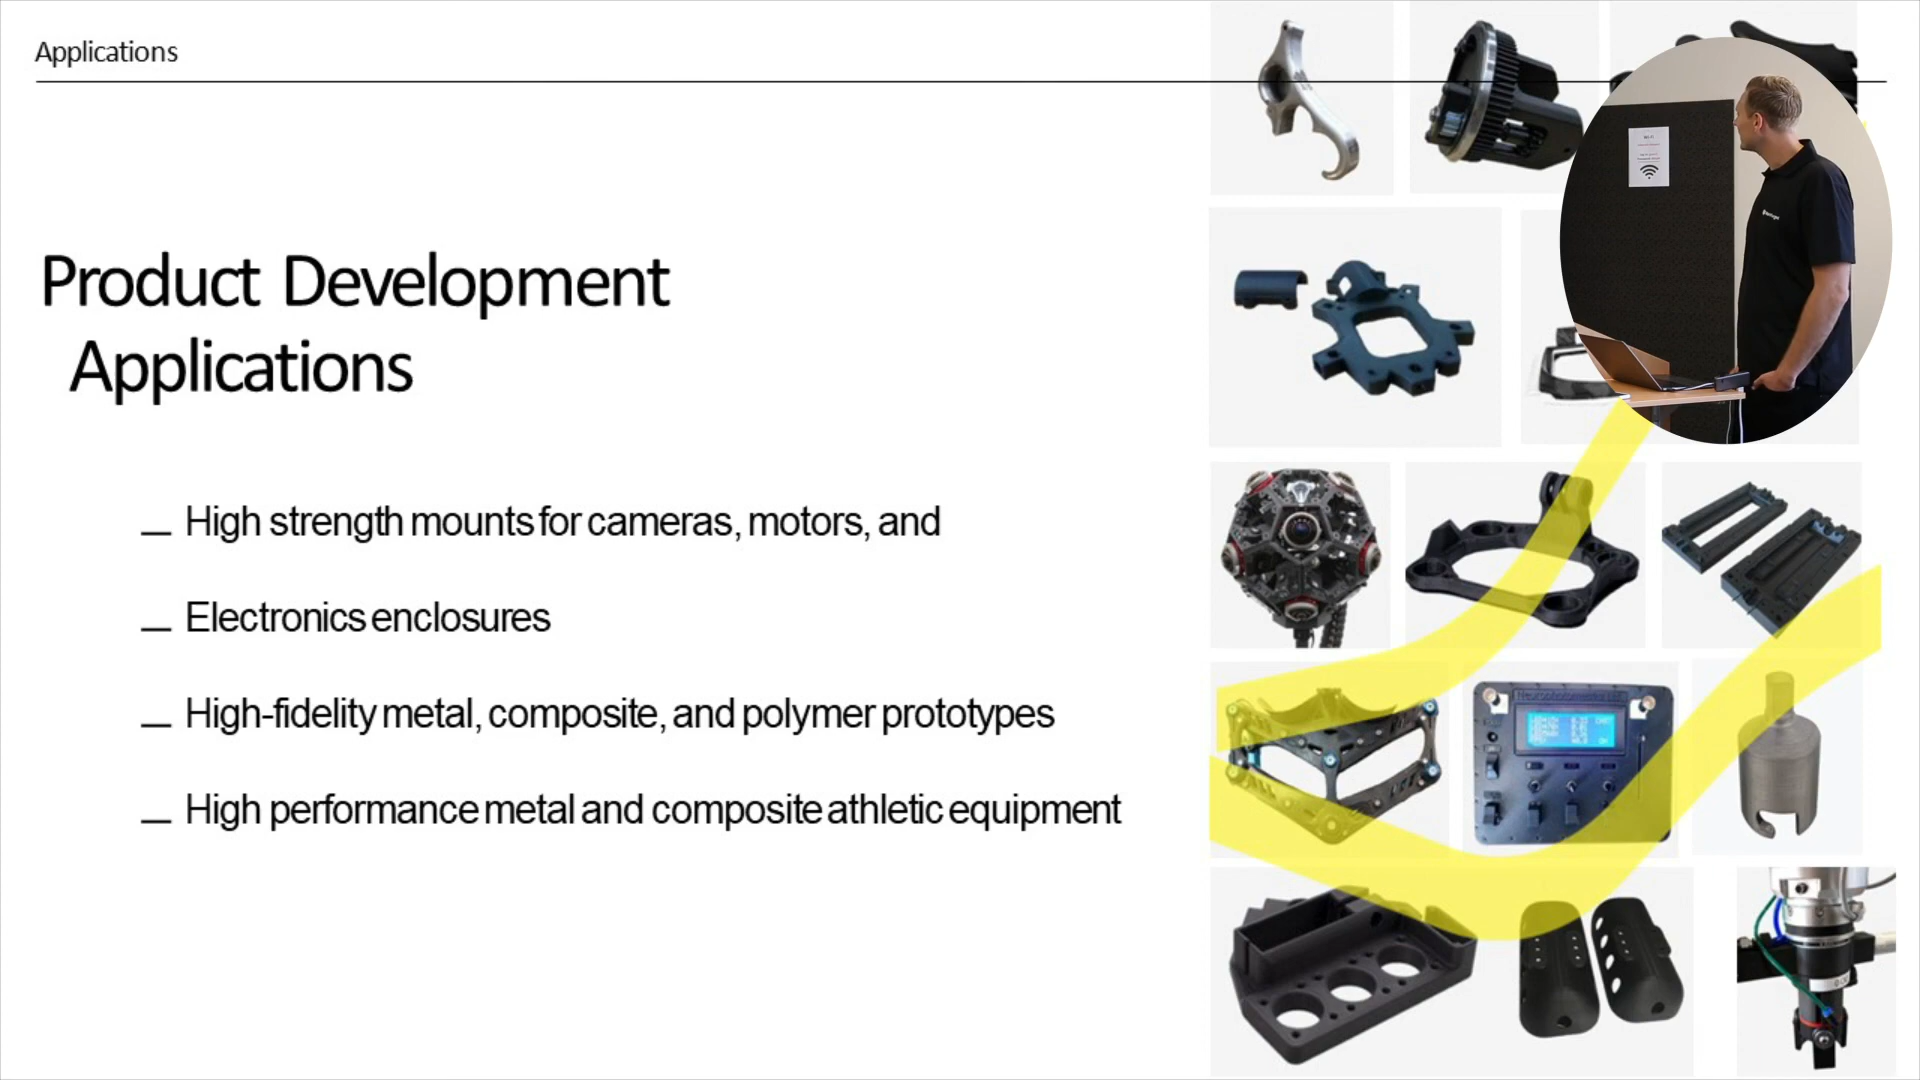 Applications
Product Development
Applications
High strength mounts for cameras, motors, and
Electronics enclosures
High-fidelity metal, composite, and polymer prototypes
High performance metal and composite athletic equipment